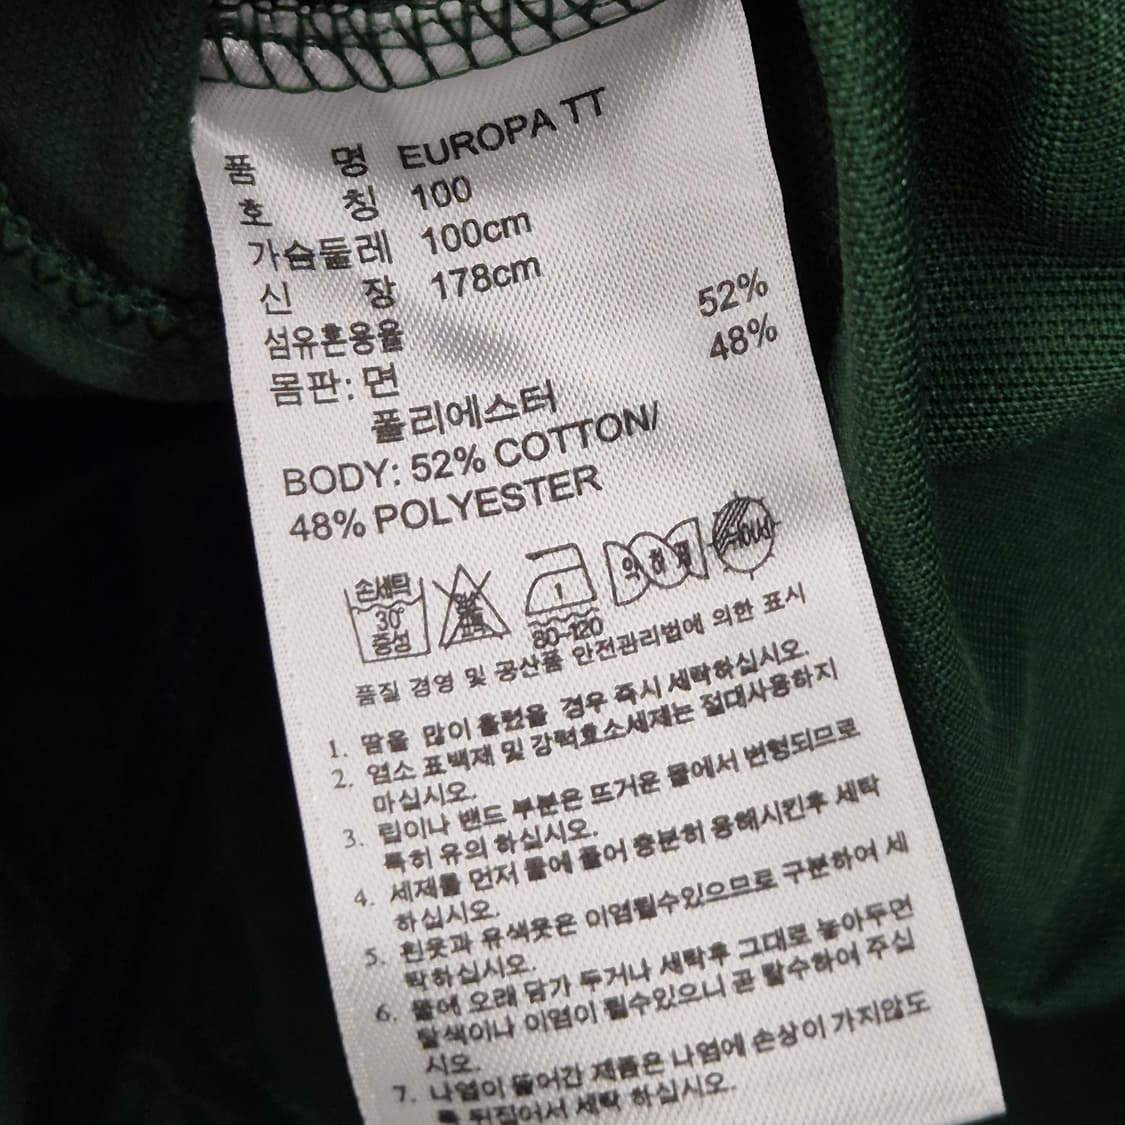 품 명 EUROPA TT
호 칭 100
가슴둘레 100cm
신 장 178cm
섬유혼용율
몸판: 면 52%
폴리에스터 48%
BODY: 52% COTTON/
48% POLYESTER
손세탁 30° 중성
염소 표백
1 80-120
약하게
옷걸이
품질 경영 및 공산품 안전관리법에 의한 표시
1. 땀을 많이 흘렸을 경우 즉시 세탁하십시오.
2. 염소 표백제 및 강력효소세제는 절대사용하지
마십시오.
3. 립이나 밴드 부분은 뜨거운 물에서 변형되므로
특히 유의 하십시오.
4. 세제를 먼저 물에 풀어 충분히 용해시킨후 세탁
하십시오.
5. 흰옷과 유색옷은 이염될수있으므로 구분하여 세
탁하십시오.
6. 물에 오래 담가 두거나 세탁후 그대로 놓아두면
탈색이나 이염이 될수있으니 곧 탈수하여 주십
시오.
7. 나염이 들어간 제품은 나염에 손상이 가지않도
록 뒤집어서 세탁 하십시오.